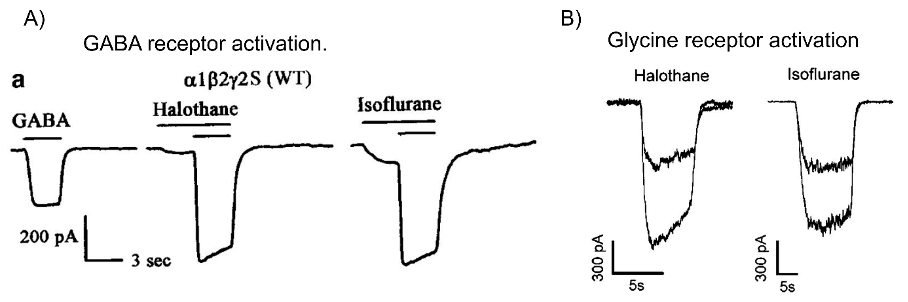 A)
GABA receptor activation.
a
α1β2γ2S (WT)
GABA
Halothane
Isoflurane
200 pA
3 sec
B)
Glycine receptor activation
Halothane
Isoflurane
300 pA
5s
300 pA
5s